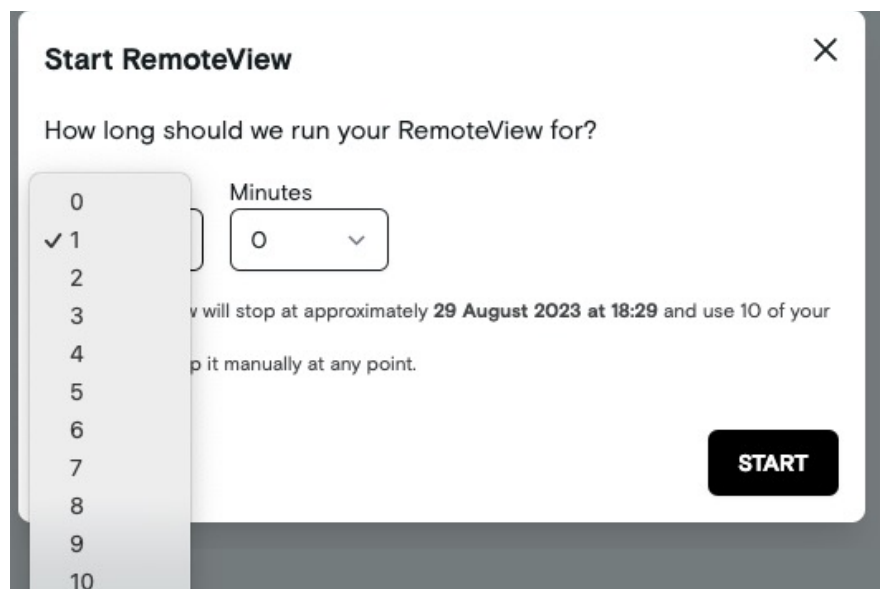 Start RemoteView
How long should we run your RemoteView for?
Minutes
0
0
1
2
3
4
5
6
7
8
9
10
will stop at approximately 29 August 2023 at 18:29 and use 10 of your
it manually at any point.
START